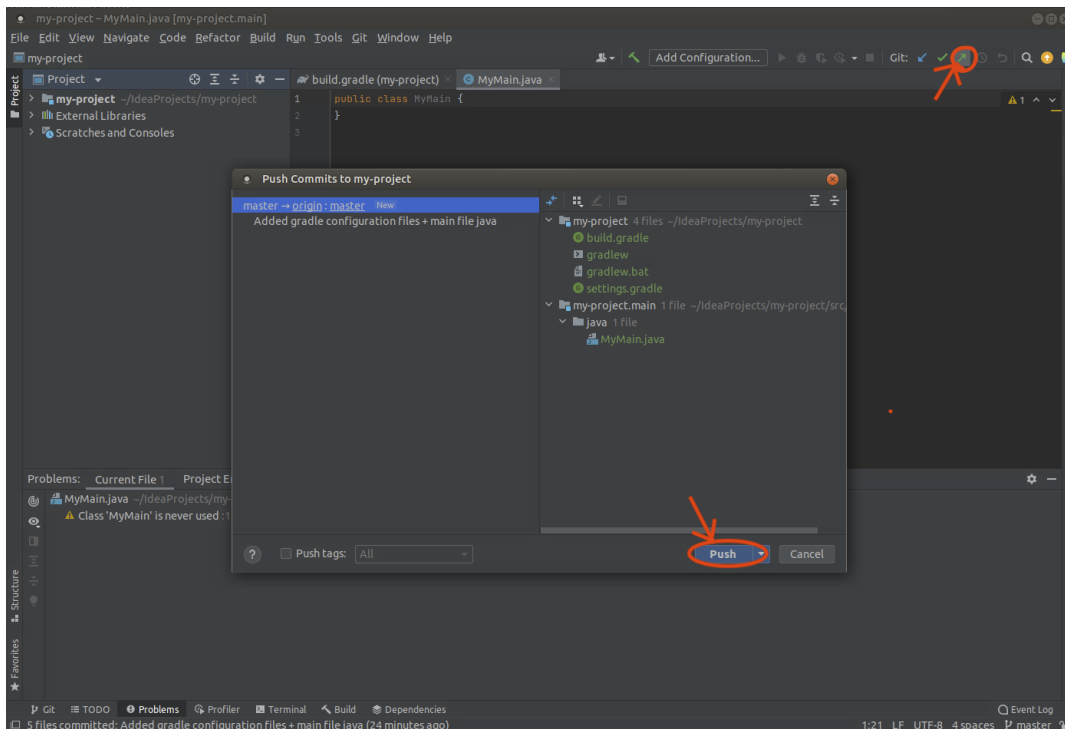 my-project – MyMain.java [my-project.main]
File Edit View Navigate Code Refactor Build Run Tools Git Window Help
my-project Add Configuration... Git:
Project build.gradle (my-project) MyMain.java
Project
my-project ~/IdeaProjects/my-project
External Libraries
Scratches and Consoles
1 public class MyMain {
2 }
3
1
Push Commits to my-project
master → origin : master New
Added gradle configuration files + main file java
my-project 4 files ~/IdeaProjects/my-project
build.gradle
gradlew
gradlew.bat
settings.gradle
my-project.main 1 file ~/IdeaProjects/my-project/src,
java 1 file
MyMain.java
? Push tags: All Push Cancel
Problems: Current File 1 Project E
MyMain.java ~/IdeaProjects/my-
Class 'MyMain' is never used :1
Structure
Favorites
Git TODO Problems Profiler Terminal Build Dependencies Event Log
5 files committed: Added gradle configuration files + main file java (24 minutes ago) 1:21 LF UTF-8 4 spaces master